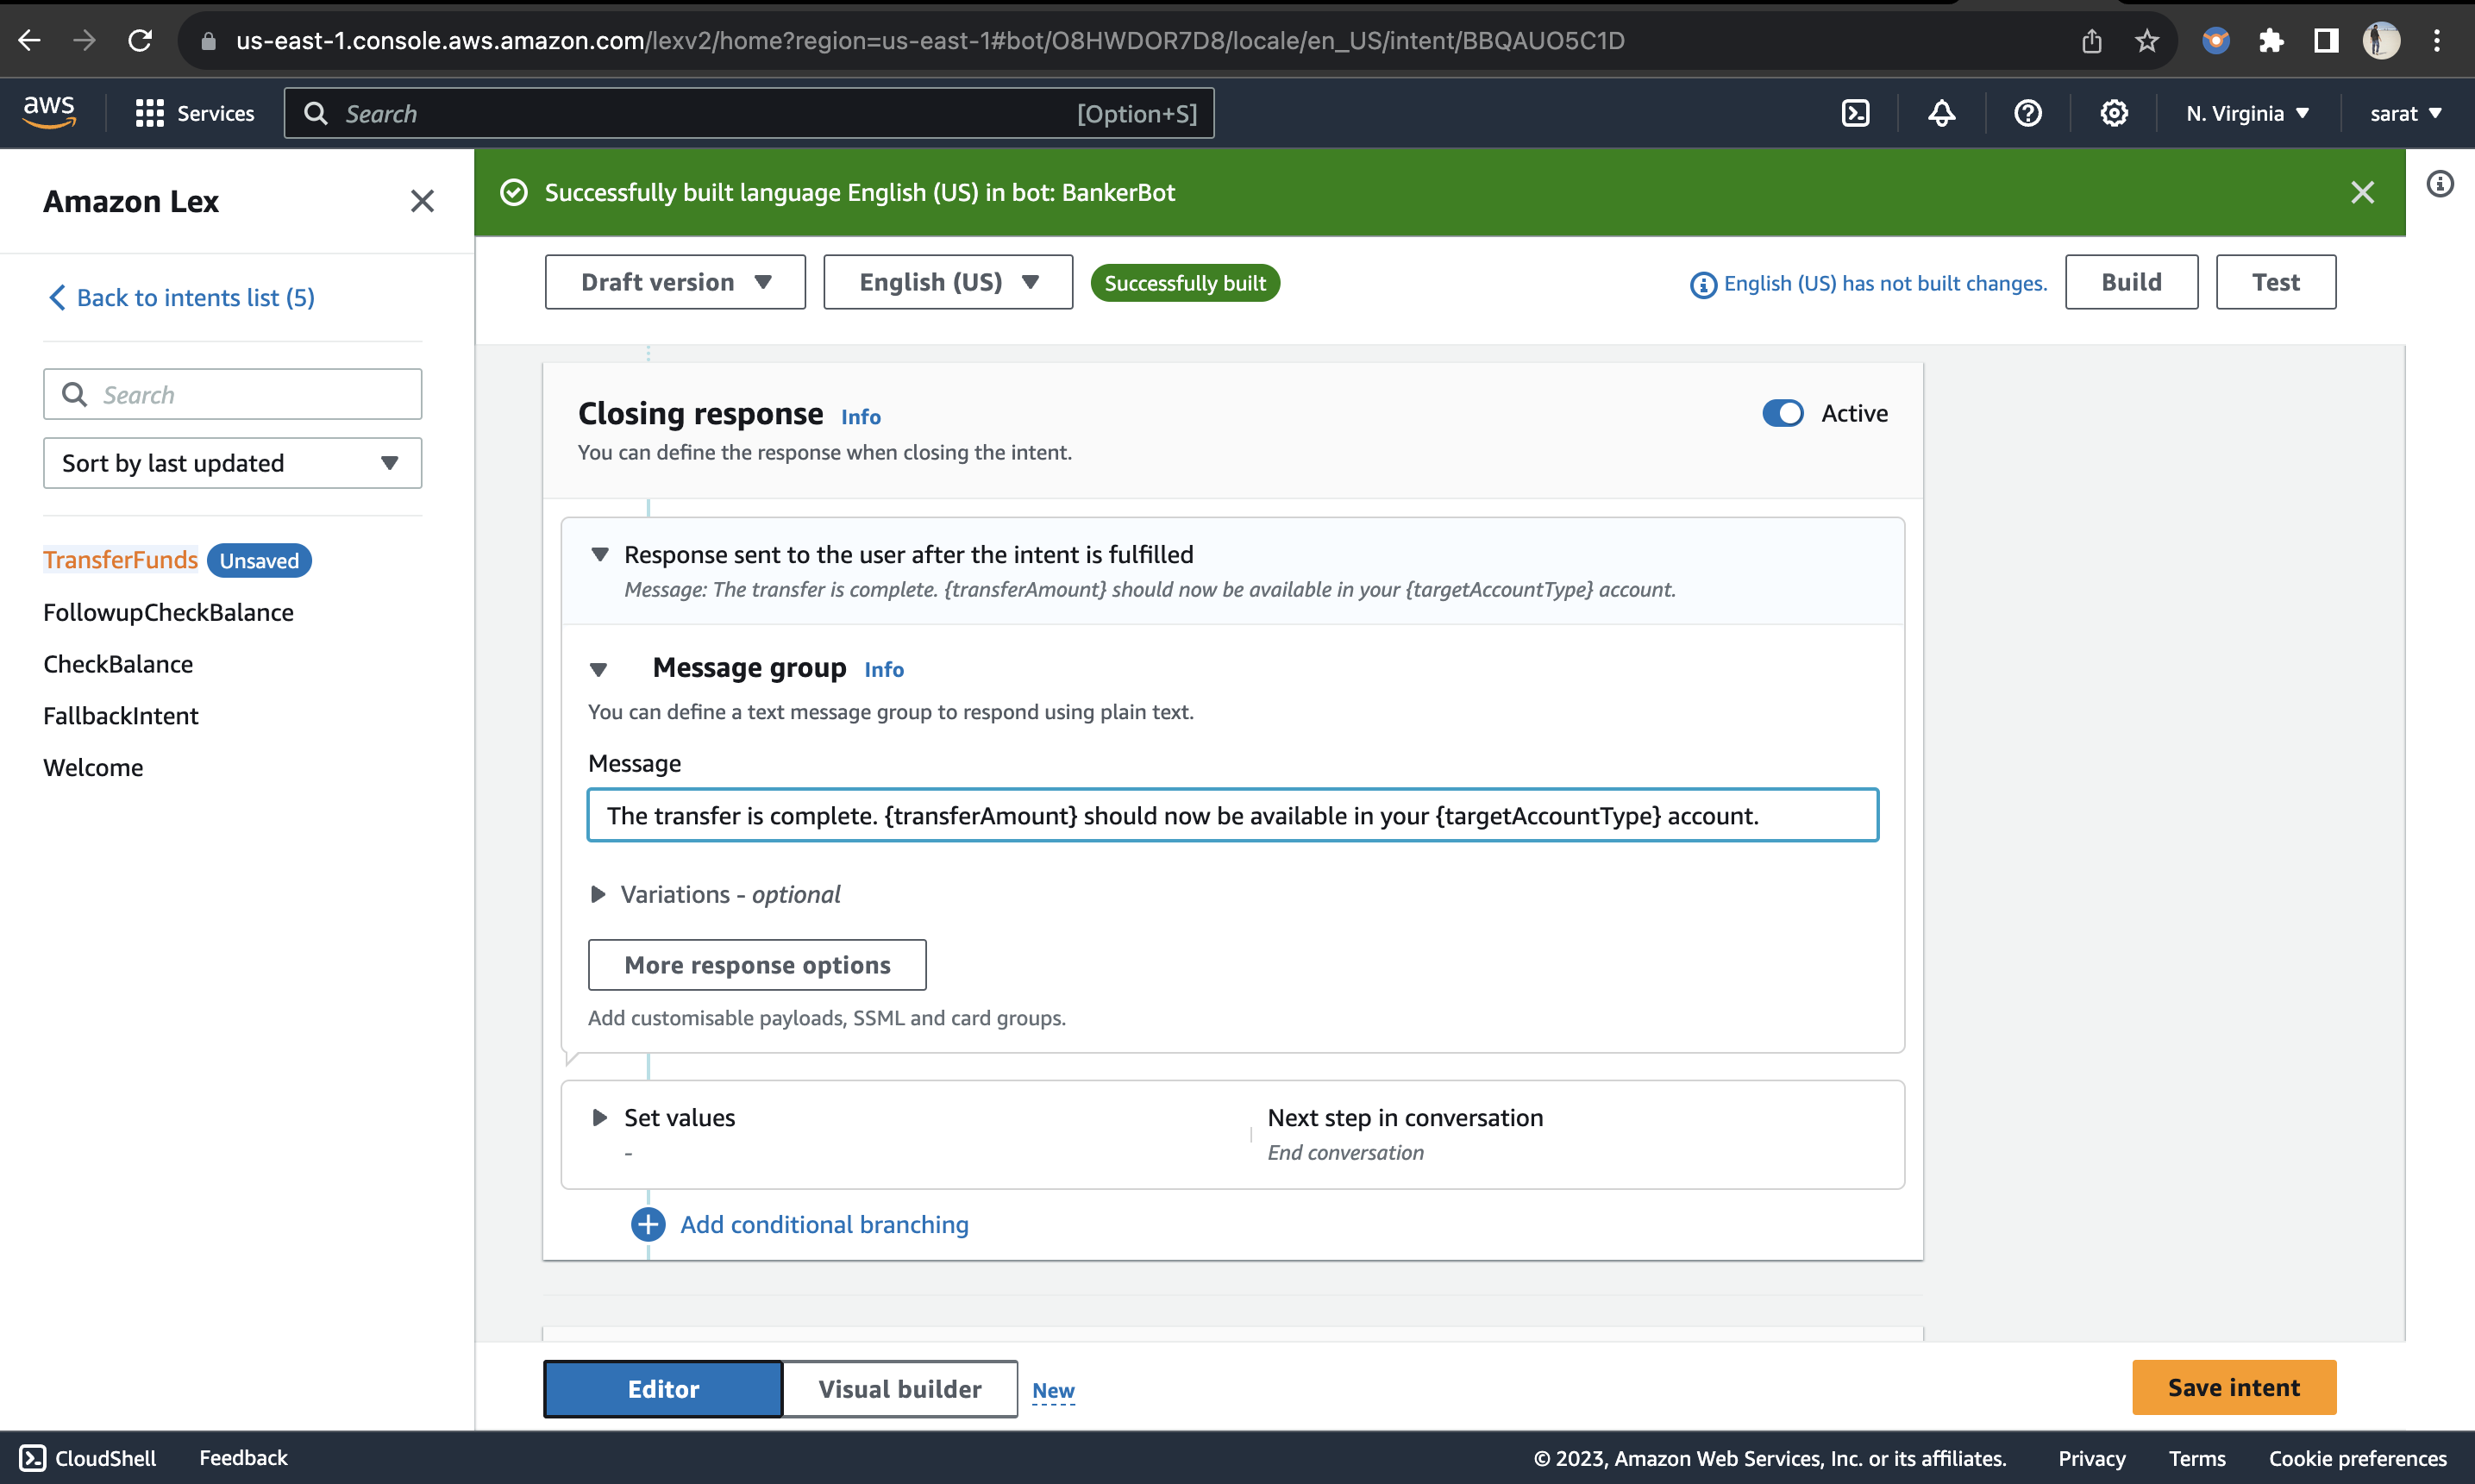 us-east-1.console.aws.amazon.com/lexv2/home?region=us-east-1#bot/O8HWDOR7D8/locale/en_US/intent/BBQAUO5C1D
aws
Services
Search
[Option+S]
N. Virginia
sarat
Amazon Lex
Successfully built language English (US) in bot: BankerBot
Back to intents list (5)
Draft version
English (US)
Successfully built
English (US) has not built changes.
Build
Test
Search
Sort by last updated
TransferFunds Unsaved
FollowupCheckBalance
CheckBalance
FallbackIntent
Welcome
Closing response Info
Active
You can define the response when closing the intent.
Response sent to the user after the intent is fulfilled
Message: The transfer is complete. {transferAmount} should now be available in your {targetAccountType} account.
Message group Info
You can define a text message group to respond using plain text.
Message
The transfer is complete. {transferAmount} should now be available in your {targetAccountType} account.
Variations - optional
More response options
Add customisable payloads, SSML and card groups.
Set values
-
Next step in conversation
End conversation
Add conditional branching
Editor
Visual builder
New
Save intent
CloudShell
Feedback
© 2023, Amazon Web Services, Inc. or its affiliates.
Privacy
Terms
Cookie preferences